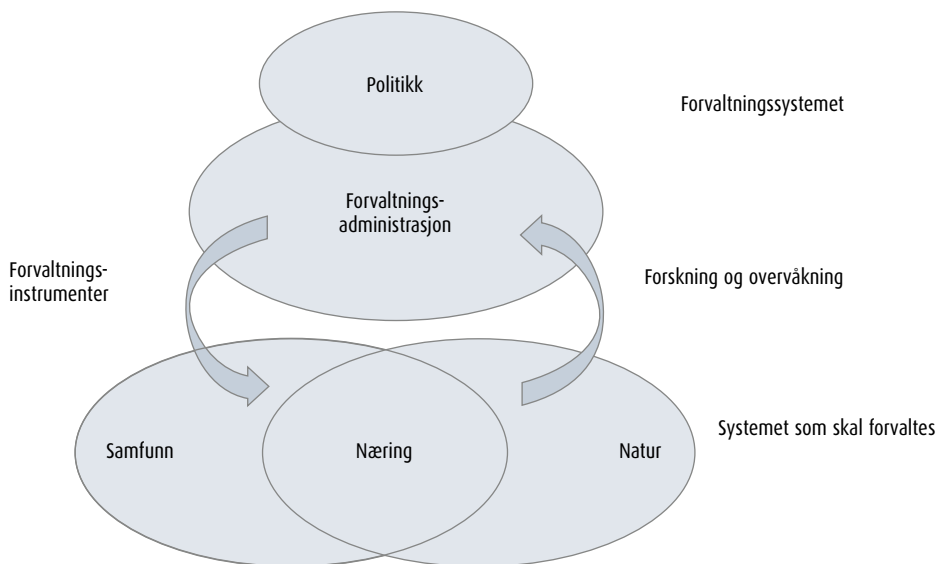 Politikk
Forvaltningssystemet
Forvaltnings-
administrasjon
Forvaltnings-
instrumenter
Forskning og overvåkning
Systemet som skal forvaltes
Samfunn
Næring
Natur